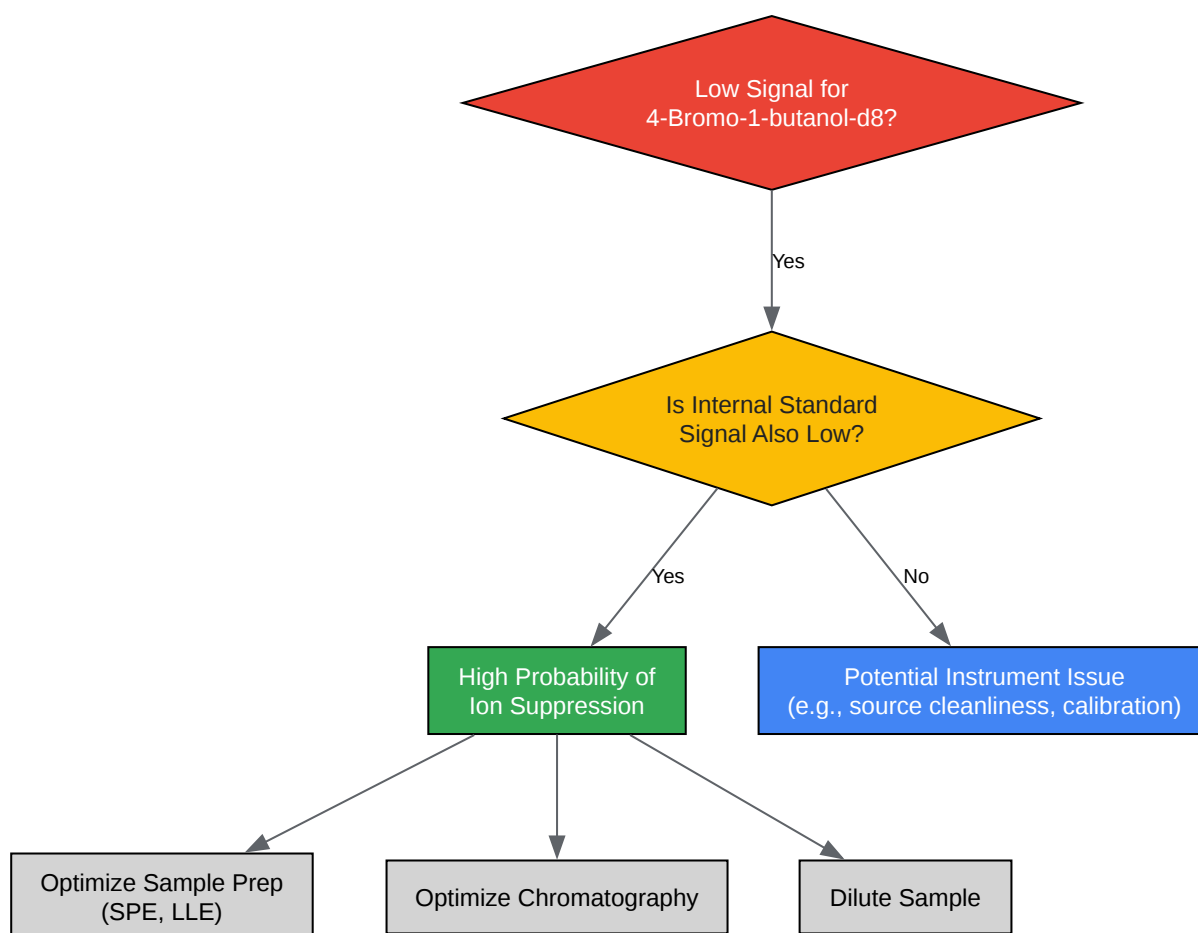 Low Signal for
4-Bromo-1-butanol-d8?
Yes
Is Internal Standard
Signal Also Low?
Yes
No
High Probability of
Ion Suppression
Potential Instrument Issue
(e.g., source cleanliness, calibration)
Optimize Sample Prep
(SPE, LLE)
Optimize Chromatography
Dilute Sample